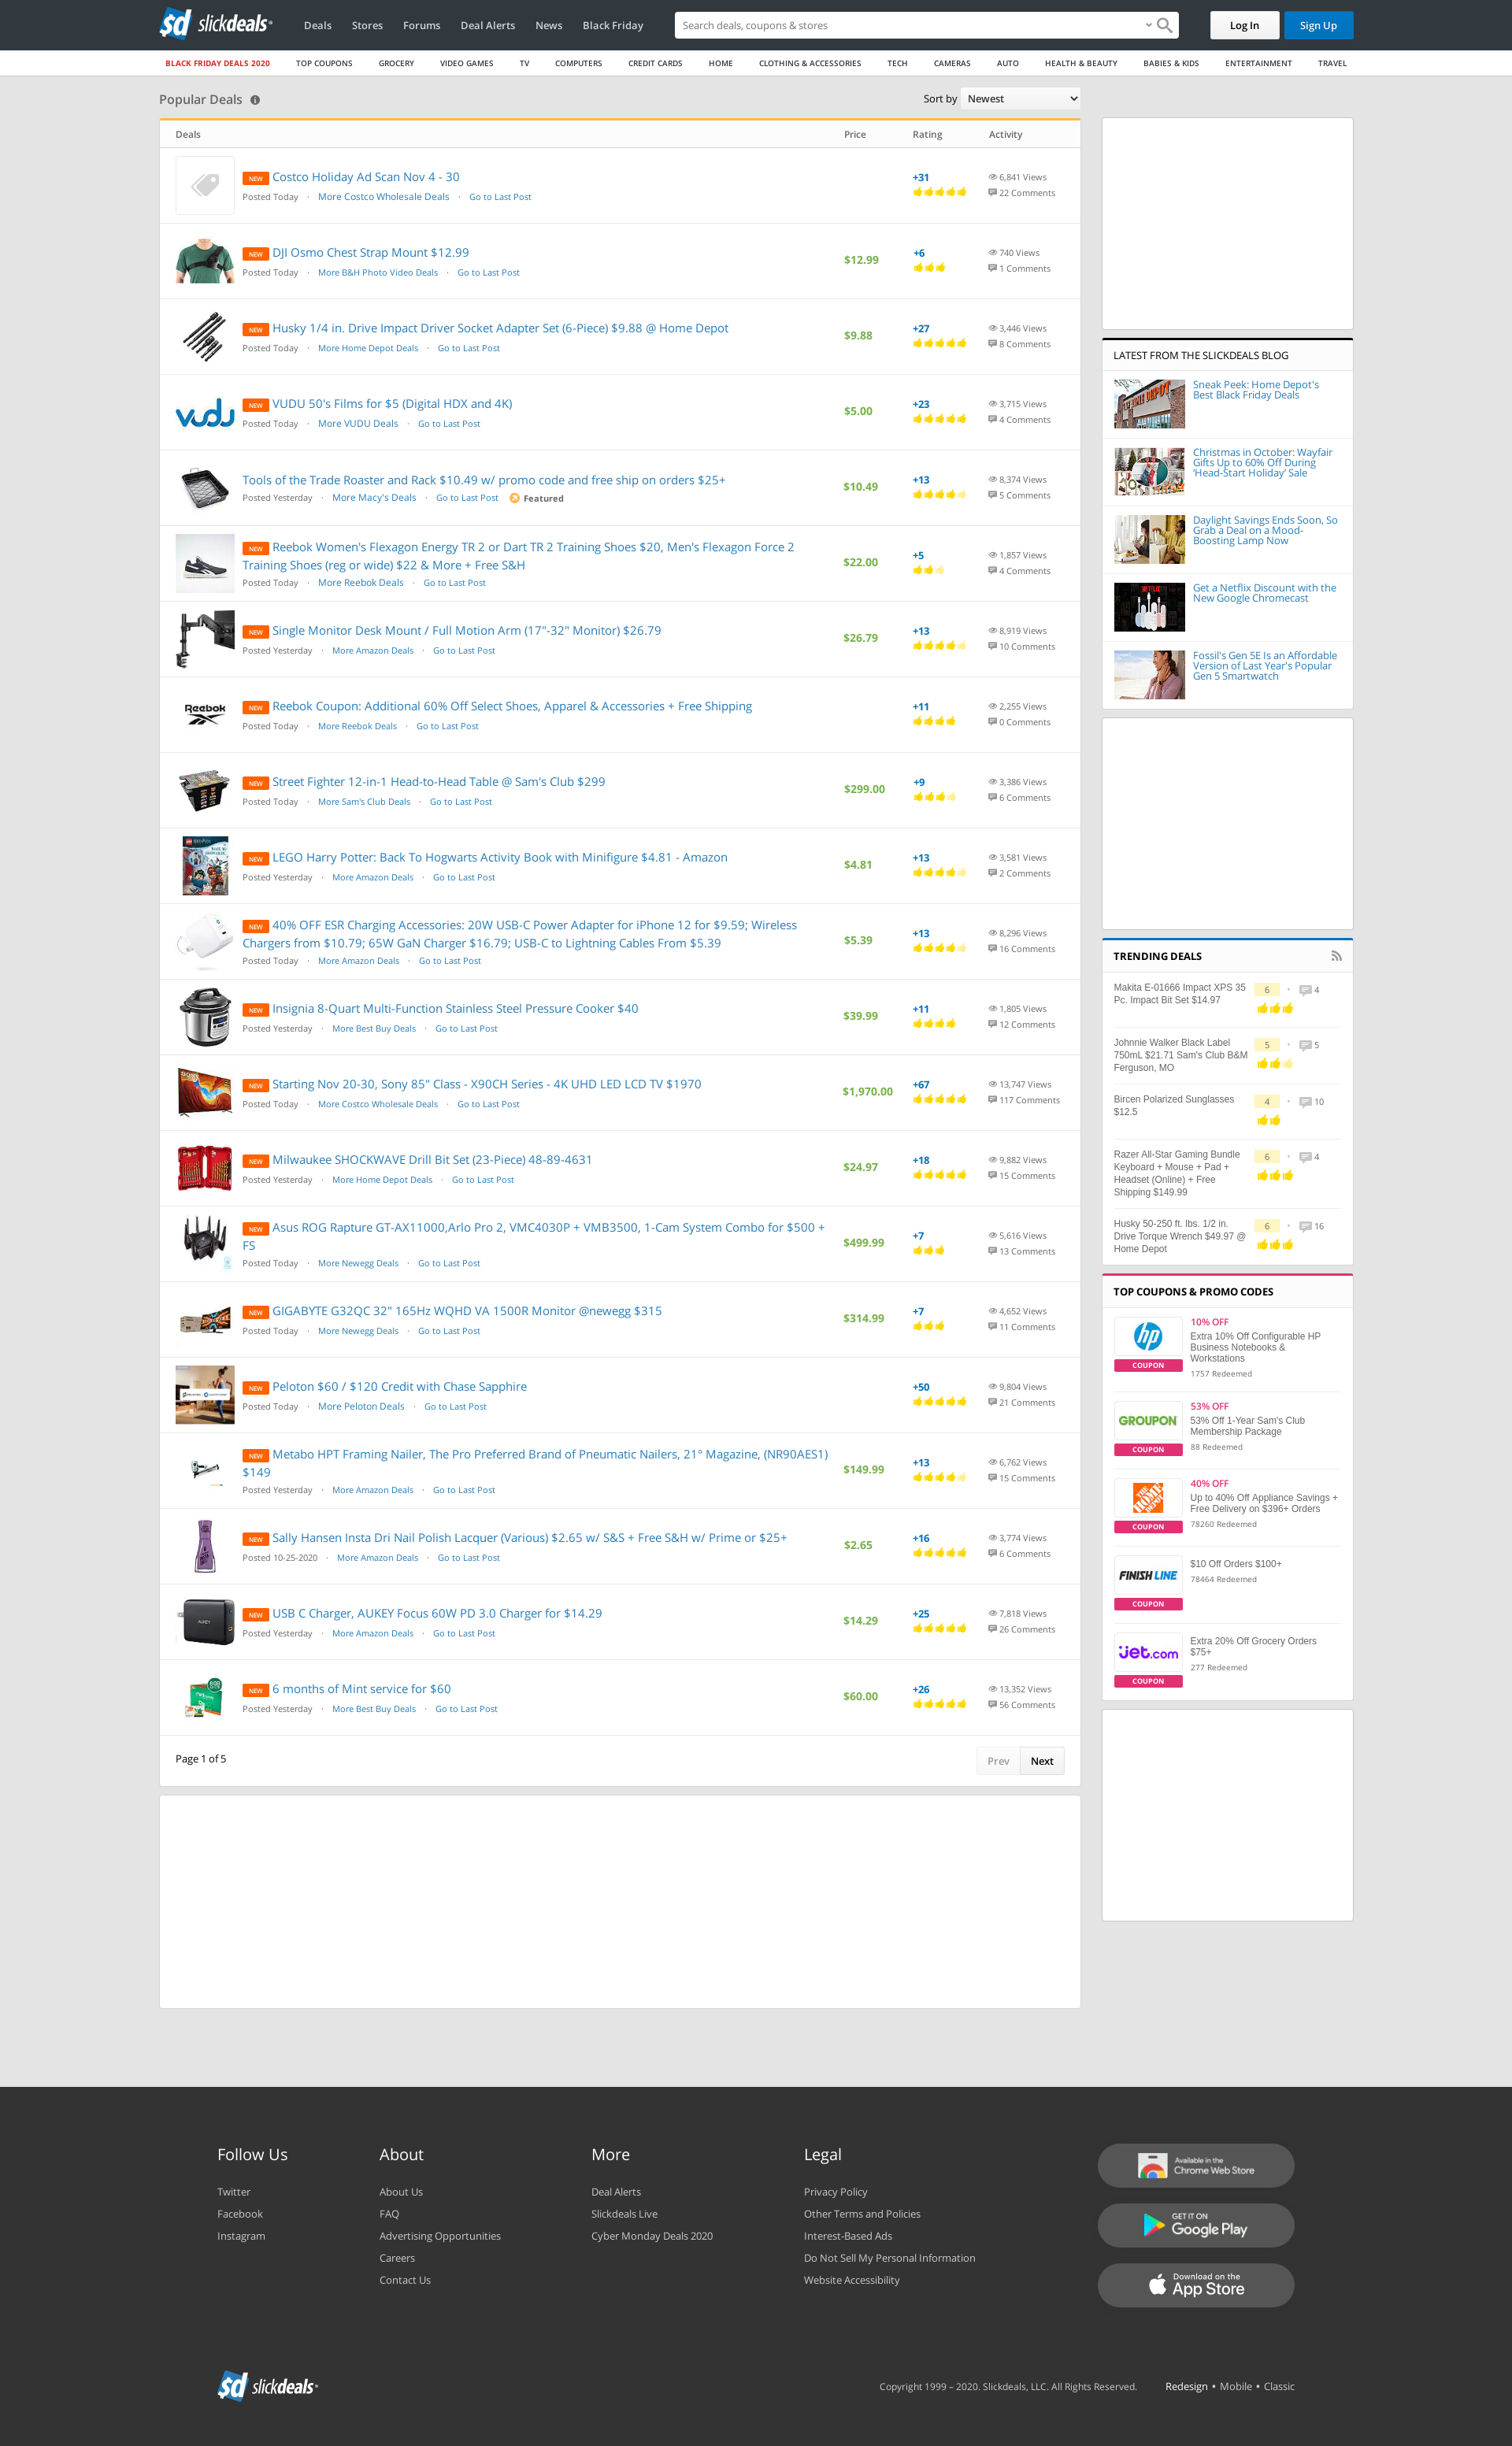 sd slickdeals
Deals Stores Forums Deal Alerts News Black Friday
Search deals, coupons & stores
Log In
Sign Up
BLACK FRIDAY DEALS 2020 TOP COUPONS GROCERY VIDEO GAMES TV COMPUTERS CREDIT CARDS HOME CLOTHING & ACCESSORIES TECH CAMERAS AUTO HEALTH & BEAUTY BABIES & KIDS ENTERTAINMENT TRAVEL
Popular Deals
Sort by Newest
Deals Price Rating Activity
NEW Costco Holiday Ad Scan Nov 4 - 30
Posted Today · More Costco Wholesale Deals · Go to Last Post
+31
6,841 Views
22 Comments
NEW DJI Osmo Chest Strap Mount $12.99
Posted Today · More B&H Photo Video Deals · Go to Last Post
$12.99
+6
740 Views
1 Comments
NEW Husky 1/4 in. Drive Impact Driver Socket Adapter Set (6-Piece) $9.88 @ Home Depot
Posted Today · More Home Depot Deals · Go to Last Post
$9.88
+27
3,446 Views
8 Comments
vudu
NEW VUDU 50's Films for $5 (Digital HDX and 4K)
Posted Today · More VUDU Deals · Go to Last Post
$5.00
+23
3,715 Views
4 Comments
Tools of the Trade Roaster and Rack $10.49 w/ promo code and free ship on orders $25+
Posted Yesterday · More Macy's Deals · Go to Last Post Featured
$10.49
+13
8,374 Views
5 Comments
NEW Reebok Women's Flexagon Energy TR 2 or Dart TR 2 Training Shoes $20, Men's Flexagon Force 2
Training Shoes (reg or wide) $22 & More + Free S&H
Posted Today · More Reebok Deals · Go to Last Post
$22.00
+5
1,857 Views
4 Comments
NEW Single Monitor Desk Mount / Full Motion Arm (17"-32" Monitor) $26.79
Posted Yesterday · More Amazon Deals · Go to Last Post
$26.79
+13
8,919 Views
10 Comments
Reebok
NEW Reebok Coupon: Additional 60% Off Select Shoes, Apparel & Accessories + Free Shipping
Posted Today · More Reebok Deals · Go to Last Post
+11
2,255 Views
0 Comments
NEW Street Fighter 12-in-1 Head-to-Head Table @ Sam's Club $299
Posted Today · More Sam's Club Deals · Go to Last Post
$299.00
+9
3,386 Views
6 Comments
NEW LEGO Harry Potter: Back To Hogwarts Activity Book with Minifigure $4.81 - Amazon
Posted Yesterday · More Amazon Deals · Go to Last Post
$4.81
+13
3,581 Views
2 Comments
NEW 40% OFF ESR Charging Accessories: 20W USB-C Power Adapter for iPhone 12 for $9.59; Wireless
Chargers from $10.79; 65W GaN Charger $16.79; USB-C to Lightning Cables From $5.39
Posted Today · More Amazon Deals · Go to Last Post
$5.39
+13
8,296 Views
16 Comments
NEW Insignia 8-Quart Multi-Function Stainless Steel Pressure Cooker $40
Posted Yesterday · More Best Buy Deals · Go to Last Post
$39.99
+11
1,805 Views
12 Comments
NEW Starting Nov 20-30, Sony 85" Class - X90CH Series - 4K UHD LED LCD TV $1970
Posted Today · More Costco Wholesale Deals · Go to Last Post
$1,970.00
+67
13,747 Views
117 Comments
NEW Milwaukee SHOCKWAVE Drill Bit Set (23-Piece) 48-89-4631
Posted Yesterday · More Home Depot Deals · Go to Last Post
$24.97
+18
9,882 Views
15 Comments
NEW Asus ROG Rapture GT-AX11000,Arlo Pro 2, VMC4030P + VMB3500, 1-Cam System Combo for $500 +
FS
Posted Today · More Newegg Deals · Go to Last Post
$499.99
+7
5,616 Views
13 Comments
NEW GIGABYTE G32QC 32" 165Hz WQHD VA 1500R Monitor @newegg $315
Posted Today · More Newegg Deals · Go to Last Post
$314.99
+7
4,652 Views
11 Comments
NEW Peloton $60 / $120 Credit with Chase Sapphire
Posted Today · More Peloton Deals · Go to Last Post
+50
9,804 Views
21 Comments
NEW Metabo HPT Framing Nailer, The Pro Preferred Brand of Pneumatic Nailers, 21° Magazine, (NR90AES1)
$149
Posted Yesterday · More Amazon Deals · Go to Last Post
$149.99
+13
6,762 Views
15 Comments
NEW Sally Hansen Insta Dri Nail Polish Lacquer (Various) $2.65 w/ S&S + Free S&H w/ Prime or $25+
Posted 10-25-2020 · More Amazon Deals · Go to Last Post
$2.65
+16
3,774 Views
6 Comments
AUKEY
NEW USB C Charger, AUKEY Focus 60W PD 3.0 Charger for $14.29
Posted Yesterday · More Amazon Deals · Go to Last Post
$14.29
+25
7,818 Views
26 Comments
NEW 6 months of Mint service for $60
Posted Yesterday · More Best Buy Deals · Go to Last Post
$60.00
+26
13,352 Views
56 Comments
Page 1 of 5
Prev Next
LATEST FROM THE SLICKDEALS BLOG
Sneak Peek: Home Depot's
Best Black Friday Deals
Christmas in October: Wayfair
Gifts Up to 60% Off During
'Head-Start Holiday' Sale
Daylight Savings Ends Soon, So
Grab a Deal on a Mood-
Boosting Lamp Now
NETFLIX
Get a Netflix Discount with the
New Google Chromecast
Fossil's Gen 5E Is an Affordable
Version of Last Year's Popular
Gen 5 Smartwatch
TRENDING DEALS
Makita E-01666 Impact XPS 35
Pc. Impact Bit Set $14.97
6 • 4
Johnnie Walker Black Label
750mL $21.71 Sam's Club B&M
Ferguson, MO
5 • 5
Bircen Polarized Sunglasses
$12.5
4 • 10
Razer All-Star Gaming Bundle
Keyboard + Mouse + Pad +
Headset (Online) + Free
Shipping $149.99
6 • 4
Husky 50-250 ft. lbs. 1/2 in.
Drive Torque Wrench $49.97 @
Home Depot
6 • 16
TOP COUPONS & PROMO CODES
hp
COUPON
10% OFF
Extra 10% Off Configurable HP
Business Notebooks &
Workstations
1757 Redeemed
GROUPON
COUPON
53% OFF
53% Off 1-Year Sam's Club
Membership Package
88 Redeemed
THE HOME DEPOT
COUPON
40% OFF
Up to 40% Off Appliance Savings +
Free Delivery on $396+ Orders
78260 Redeemed
FINISH LINE
COUPON
$10 Off Orders $100+
78464 Redeemed
jet.com
COUPON
Extra 20% Off Grocery Orders
$75+
277 Redeemed
Follow Us
Twitter
Facebook
Instagram
About
About Us
FAQ
Advertising Opportunities
Careers
Contact Us
More
Deal Alerts
Slickdeals Live
Cyber Monday Deals 2020
Legal
Privacy Policy
Other Terms and Policies
Interest-Based Ads
Do Not Sell My Personal Information
Website Accessibility
Available in the
Chrome Web Store
GET IT ON
Google Play
Download on the
App Store
sd slickdeals
Copyright 1999 – 2020. Slickdeals, LLC. All Rights Reserved.
Redesign • Mobile • Classic